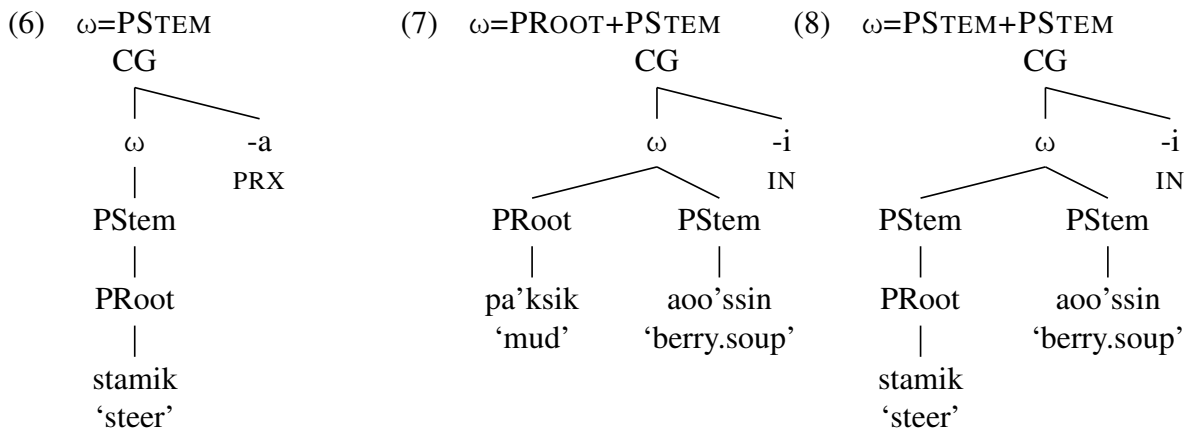 (6) ω=PSTEM (7) ω=PROOT+PSTEM (8) ω=PSTEM+PSTEM
CG CG CG
ω -a ω -i ω -i
PRX IN IN
PStem PRoot PStem PStem PStem
PRoot pa’ksik aoo’ssin PRoot aoo’ssin
‘mud’ ‘berry.soup’ ‘berry.soup’
stamik stamik
‘steer’ ‘steer’